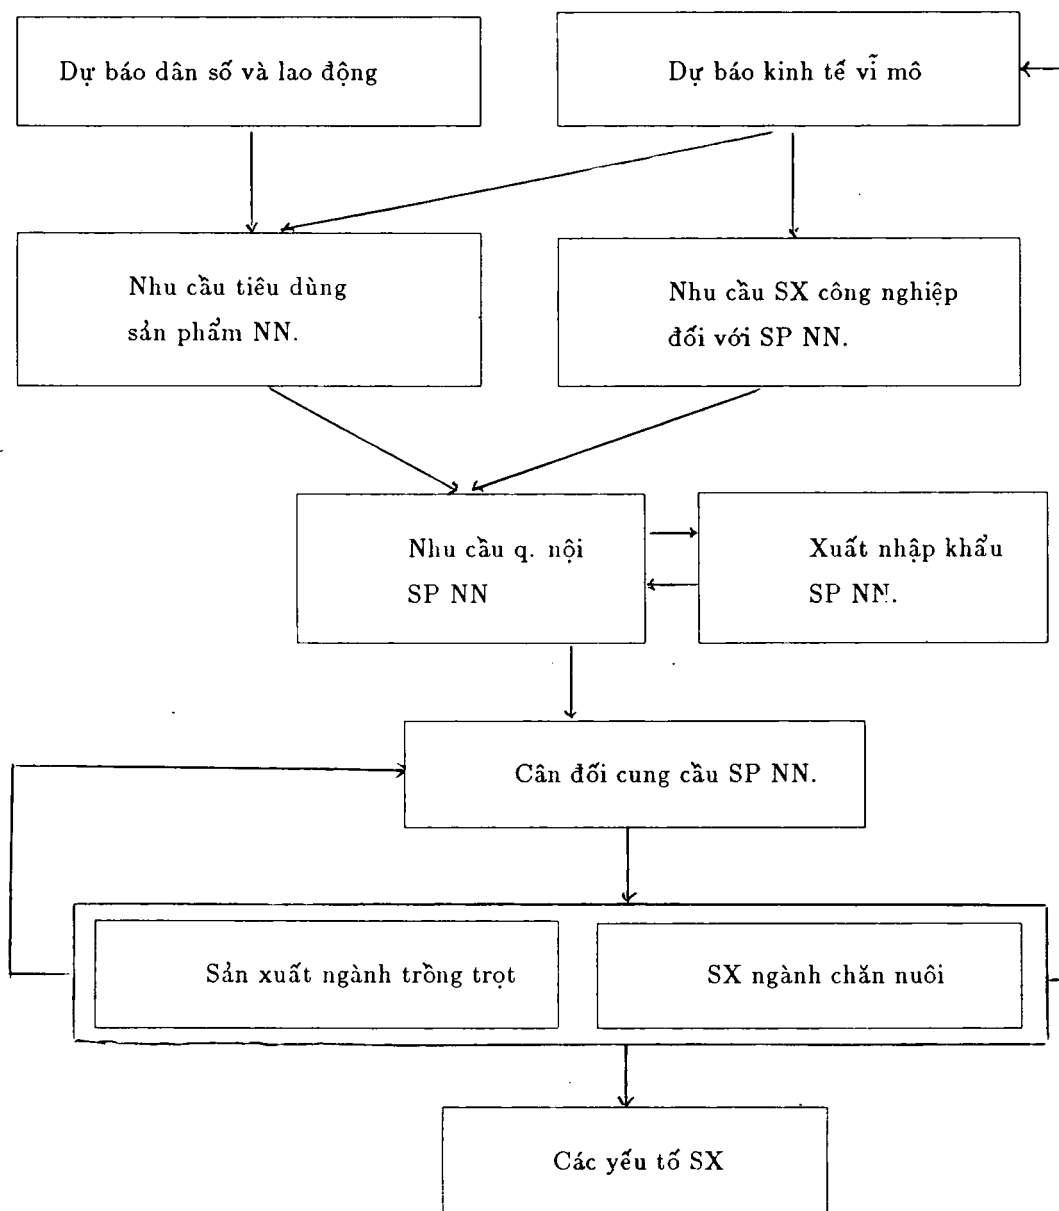 Dự báo dân số và lao động
Dự báo kinh tế vĩ mô
Nhu cầu tiêu dùng
sản phẩm NN.
Nhu cầu SX công nghiệp
đối với SP NN.
Nhu cầu q. nội
SP NN
Xuất nhập khẩu
SP NN.
Cân đối cung cầu SP NN.
Sản xuất ngành trồng trọt
SX ngành chăn nuôi
Các yếu tố SX